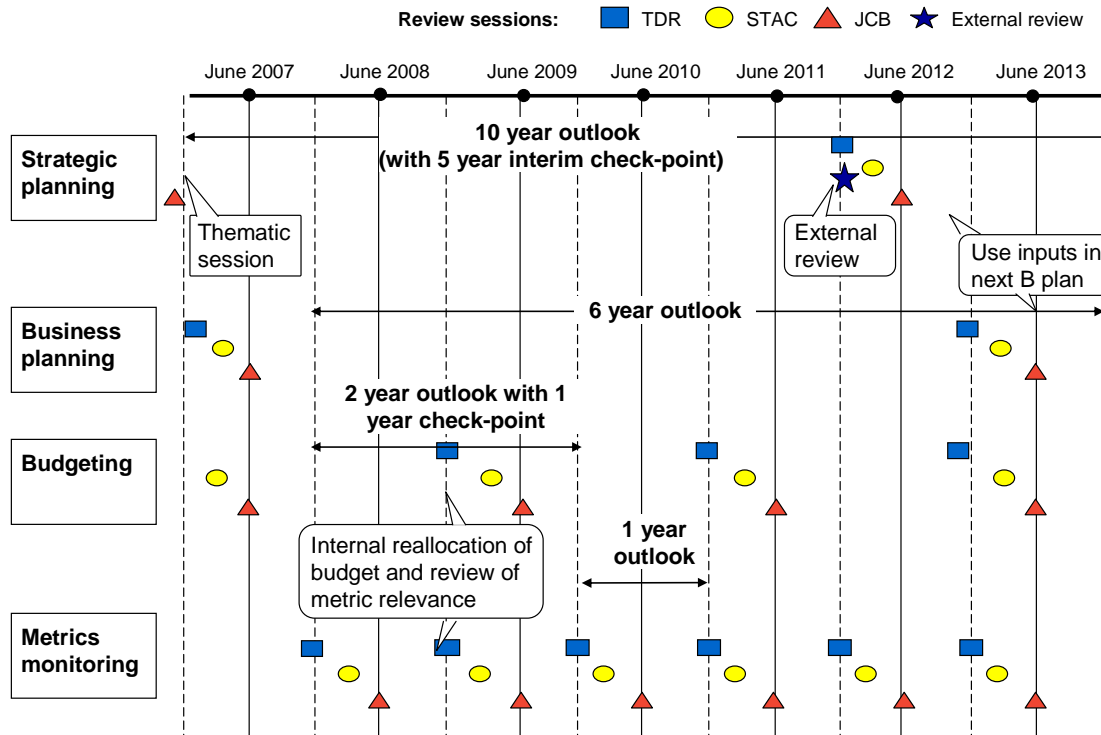 Review sessions: TDR STAC JCB External review
June 2007 June 2008 June 2009 June 2010 June 2011 June 2012 June 2013
Strategic
planning
10 year outlook
(with 5 year interim check-point)
Thematic
session
External
review
Use inputs in
next B plan
6 year outlook
Business
planning
2 year outlook with 1
year check-point
Budgeting
1 year
outlook
Internal reallocation of
budget and review of
metric relevance
Metrics
monitoring